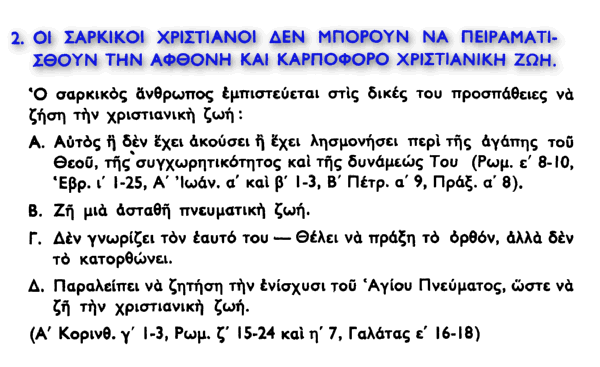 2. ΟΙ ΣΑΡΚΙΚΟΙ ΧΡΙΣΤΙΑΝΟΙ ΔΕΝ ΜΠΟΡΟΥΝ ΝΑ ΠΕΙΡΑΜΑΤΙ-
ΣΘΟΥΝ ΤΗΝ ΑΦΘΟΝΗ ΚΑΙ ΚΑΡΠΟΦΟΡΟ ΧΡΙΣΤΙΑΝΙΚΗ ΖΩΗ.
Ὁ σαρκικὸς ἄνθρωπος ἐμπιστεύεται στὶς δικές του προσπάθειες νὰ
ζήση τὴν χριστιανικὴ ζωή:
Α. Αὐτὸς ἢ δὲν ἔχει ἀκούσει ἢ ἔχει λησμονήσει περὶ τῆς ἀγάπης τοῦ
Θεοῦ, τῆς συγχωρητικότητος καὶ τῆς δυνάμεώς Του (Ρωμ. ε΄ 8-10,
Ἑβρ. ι΄ 1-25, Α΄ Ἰωάν. α΄ καὶ β΄ 1-3, Β΄ Πέτρ. α΄ 9, Πράξ. α΄ 8).
Β. Ζῆ μιὰ ἀσταθῆ πνευματικὴ ζωή.
Γ. Δὲν γνωρίζει τὸν ἑαυτό του — Θέλει νὰ πράξη τὸ ὀρθόν, ἀλλὰ δὲν
τὸ κατορθώνει.
Δ. Παραλείπει νὰ ζητήση τὴν ἐνίσχυσι τοῦ Ἁγίου Πνεύματος, ὥστε νὰ
ζῆ τὴν χριστιανικὴ ζωή.
(Α΄ Κορινθ. γ΄ 1-3, Ρωμ. ζ΄ 15-24 καὶ η΄ 7, Γαλάτας ε΄ 16-18)